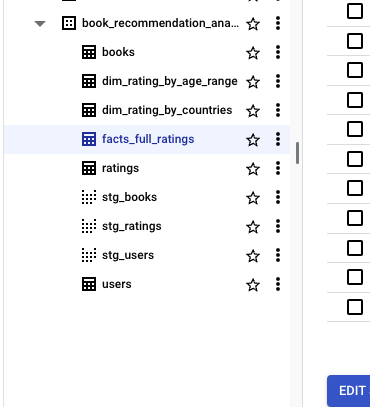 book_recommendation_ana...
books
dim_rating_by_age_range
dim_rating_by_countries
facts_full_ratings
ratings
stg_books
stg_ratings
stg_users
users
EDIT